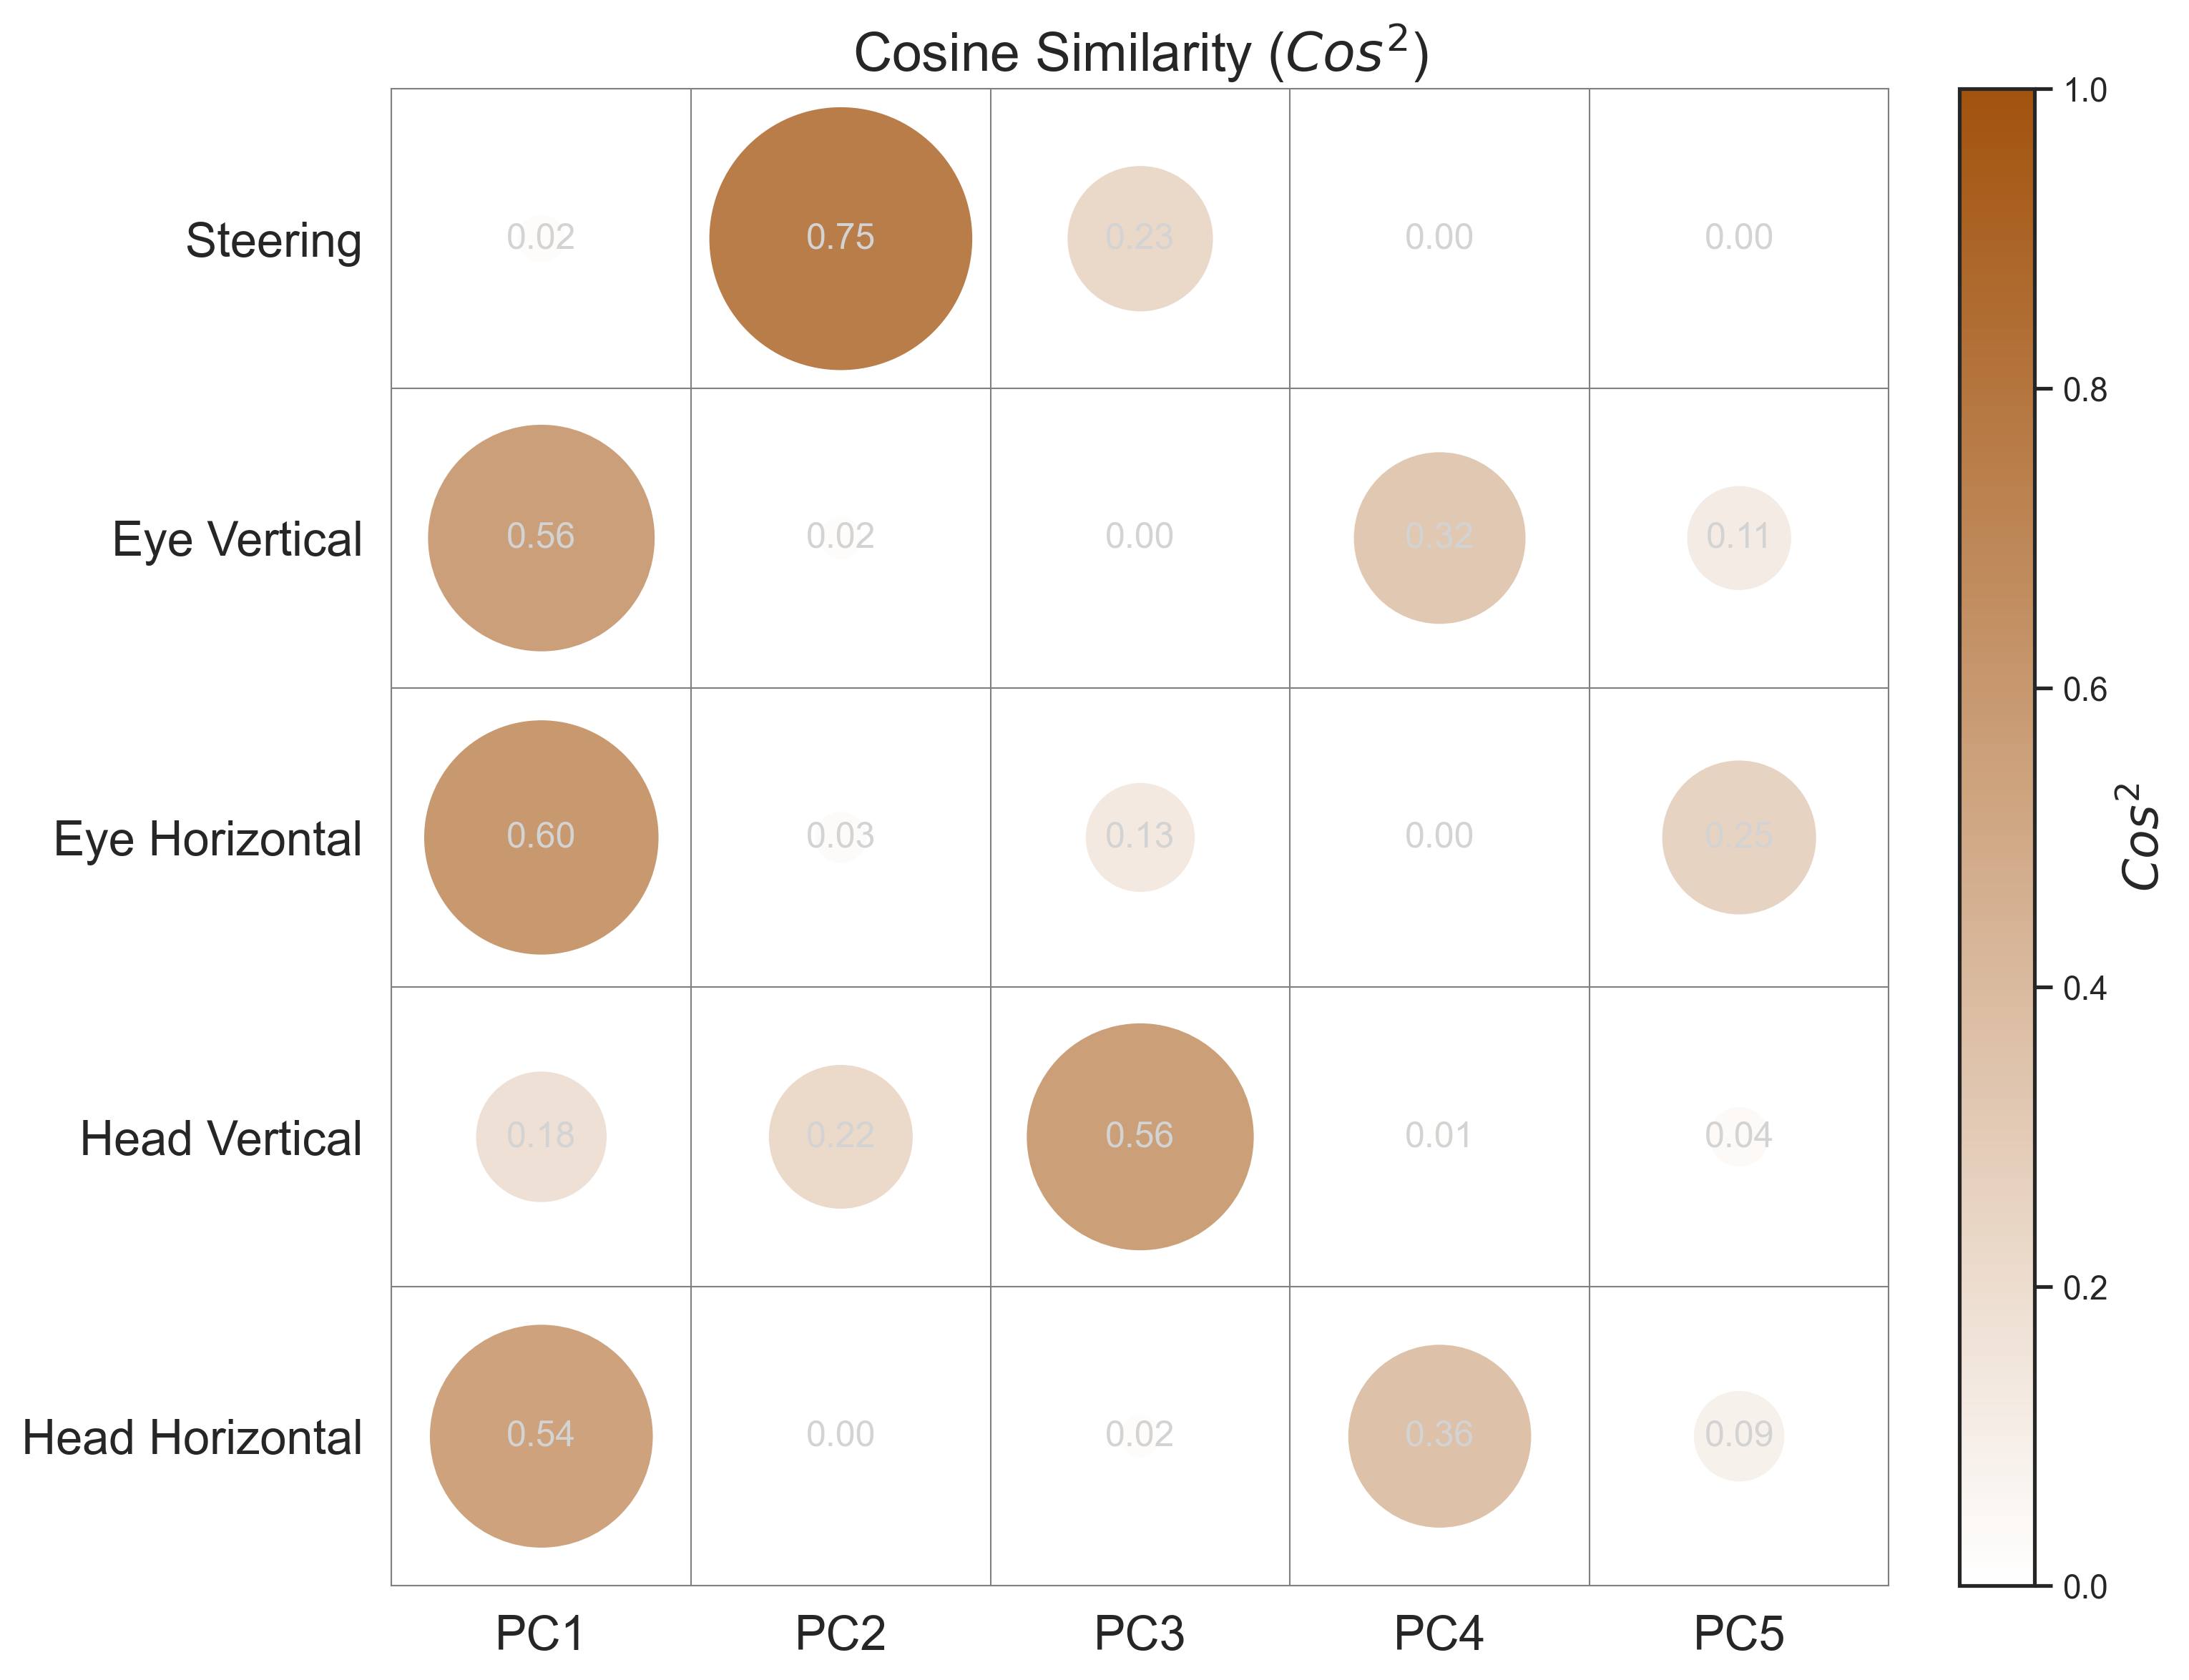 Cosine Similarity (Cos²)
Steering 0.02 0.75 0.23 0.00 0.00
Eye Vertical 0.56 0.02 0.00 0.32 0.11
Eye Horizontal 0.60 0.03 0.13 0.00 0.25
Head Vertical 0.18 0.22 0.56 0.01 0.04
Head Horizontal 0.54 0.00 0.02 0.36 0.09
PC1 PC2 PC3 PC4 PC5
1.0
0.8
0.6
0.4
0.2
0.0
Cos²